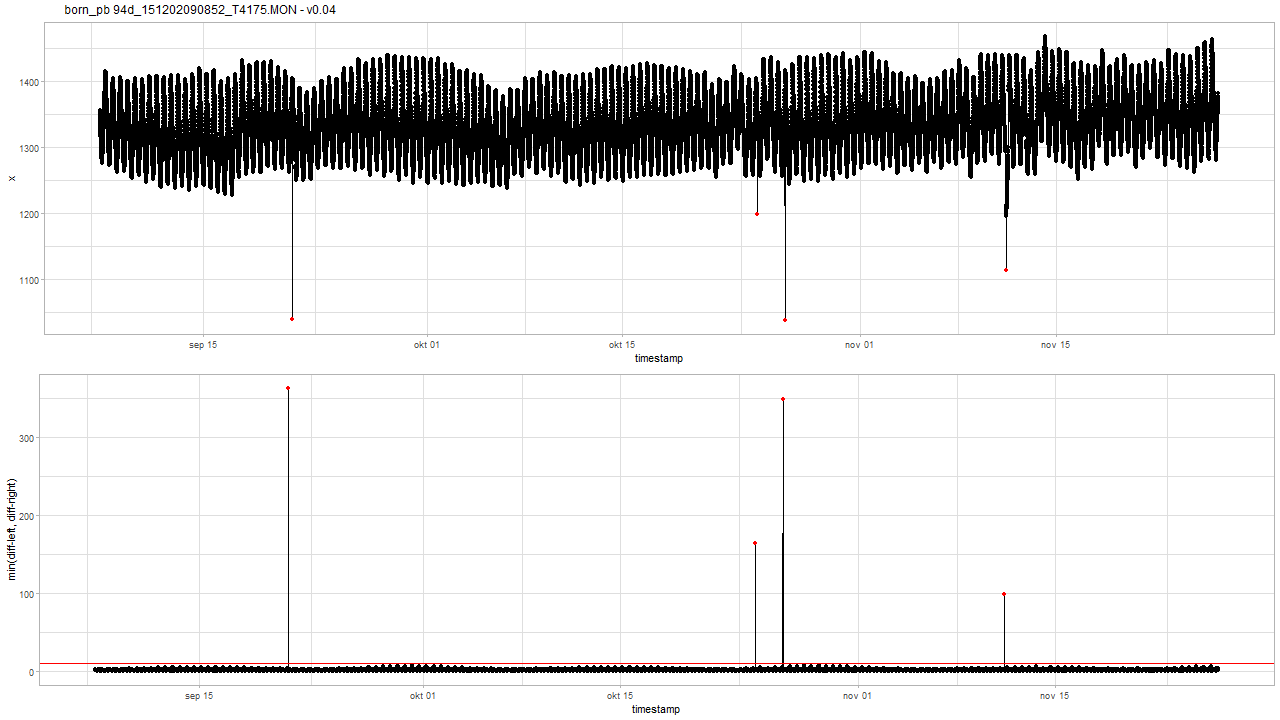 born_pb 94d_151202090852_T4175.MON - v0.04
1400
1300
1200
1100
x
sep 15 okt 01 okt 15 nov 01 nov 15
timestamp
300
200
100
0
min(diff-left, diff-right)
sep 15 okt 01 okt 15 nov 01 nov 15
timestamp